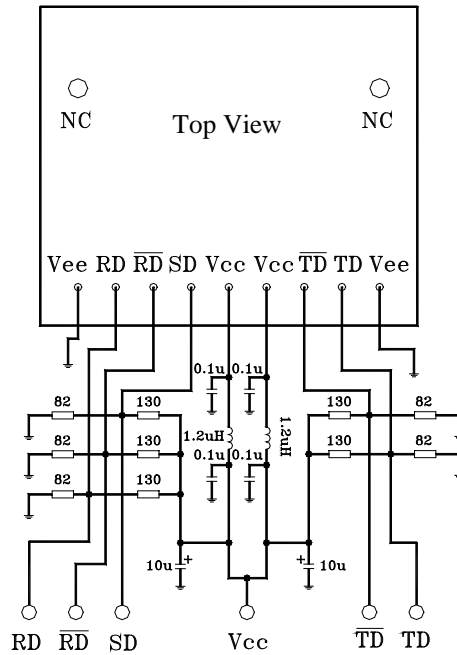 NC NC
Top View
Vee RD R̅D̅ SD Vcc Vcc T̅D̅ TD Vee
0.1u 0.1u
82 130 130 82
1.2uH 1.2uH
82 130 130 82
0.1u 0.1u
82 130
10u + + 10u
RD R̅D̅ SD Vcc T̅D̅ TD